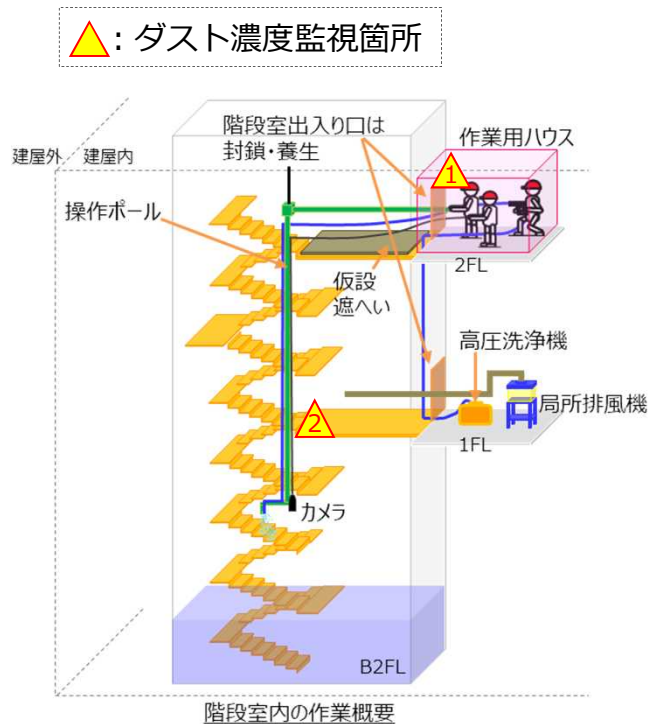 ：ダスト濃度監視箇所
階段室出入り口は
封鎖・養生
作業用ハウス
建屋外
建屋内
1
操作ポール
仮設
遮へい
2FL
高圧洗浄機
局所排風機
2
1FL
カメラ
B2FL
階段室内の作業概要